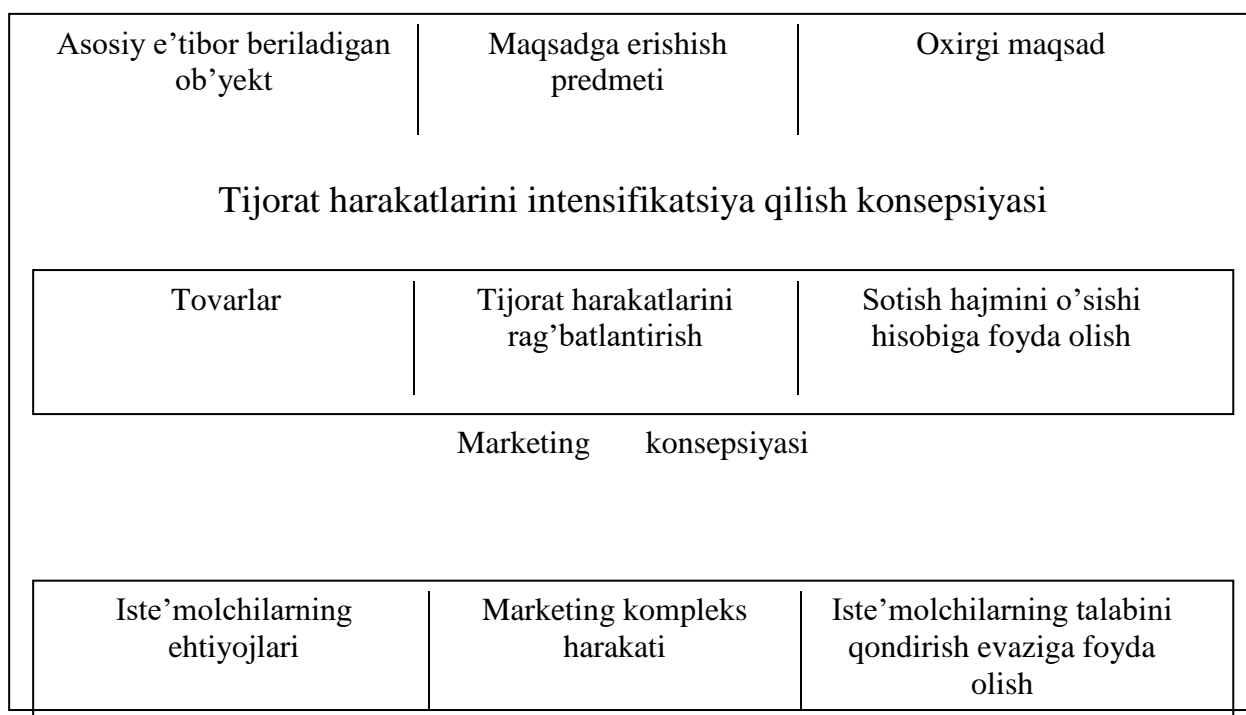 Asosiy e’tibor beriladigan
ob’yekt
Maqsadga erishish
predmeti
Oxirgi maqsad
Tijorat harakatlarini intensifikatsiya qilish konsepsiyasi
Tovarlar
Tijorat harakatlarini
rag’batlantirish
Sotish hajmini o’sishi
hisobiga foyda olish
Marketing konsepsiyasi
Iste’molchilarning
ehtiyojlari
Marketing kompleks
harakati
Iste’molchilarning talabini
qondirish evaziga foyda
olish